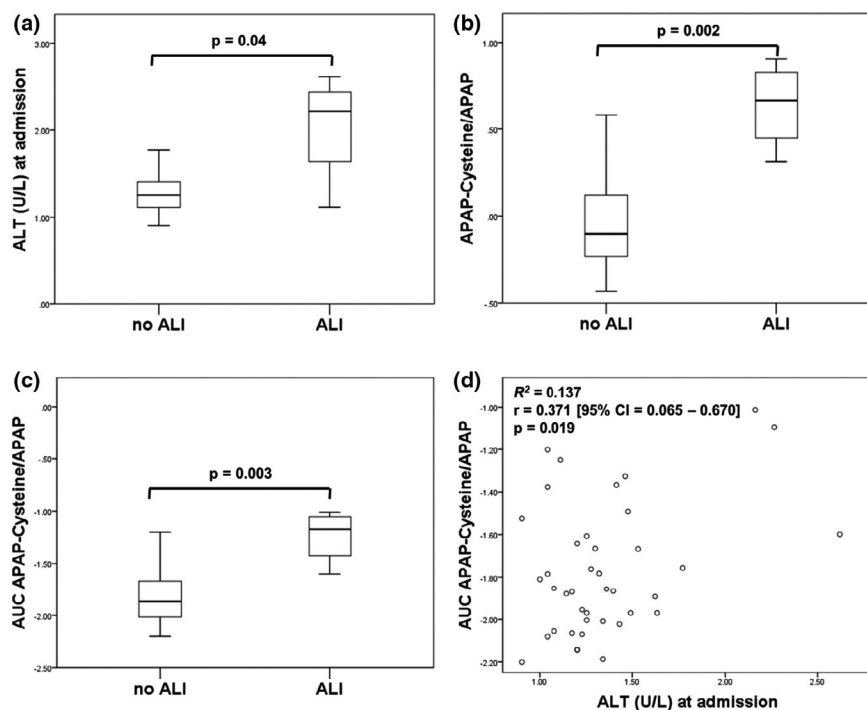 (a)
p = 0.04
ALT (U/L) at admission
3.00
2.00
1.00
.00
no ALI
ALI
(b)
p = 0.002
APAP-Cysteine/APAP
1.00
.50
.00
-.50
no ALI
ALI
(c)
p = 0.003
AUC APAP-Cysteine/APAP
.00
-.50
-1.00
-1.50
-2.00
-2.50
no ALI
ALI
(d)
R² = 0.137
r = 0.371 [95% CI = 0.065 – 0.670]
p = 0.019
AUC APAP-Cysteine/APAP
-1.00
-1.20
-1.40
-1.60
-1.80
-2.00
-2.20
1.00
1.50
2.00
2.50
ALT (U/L) at admission